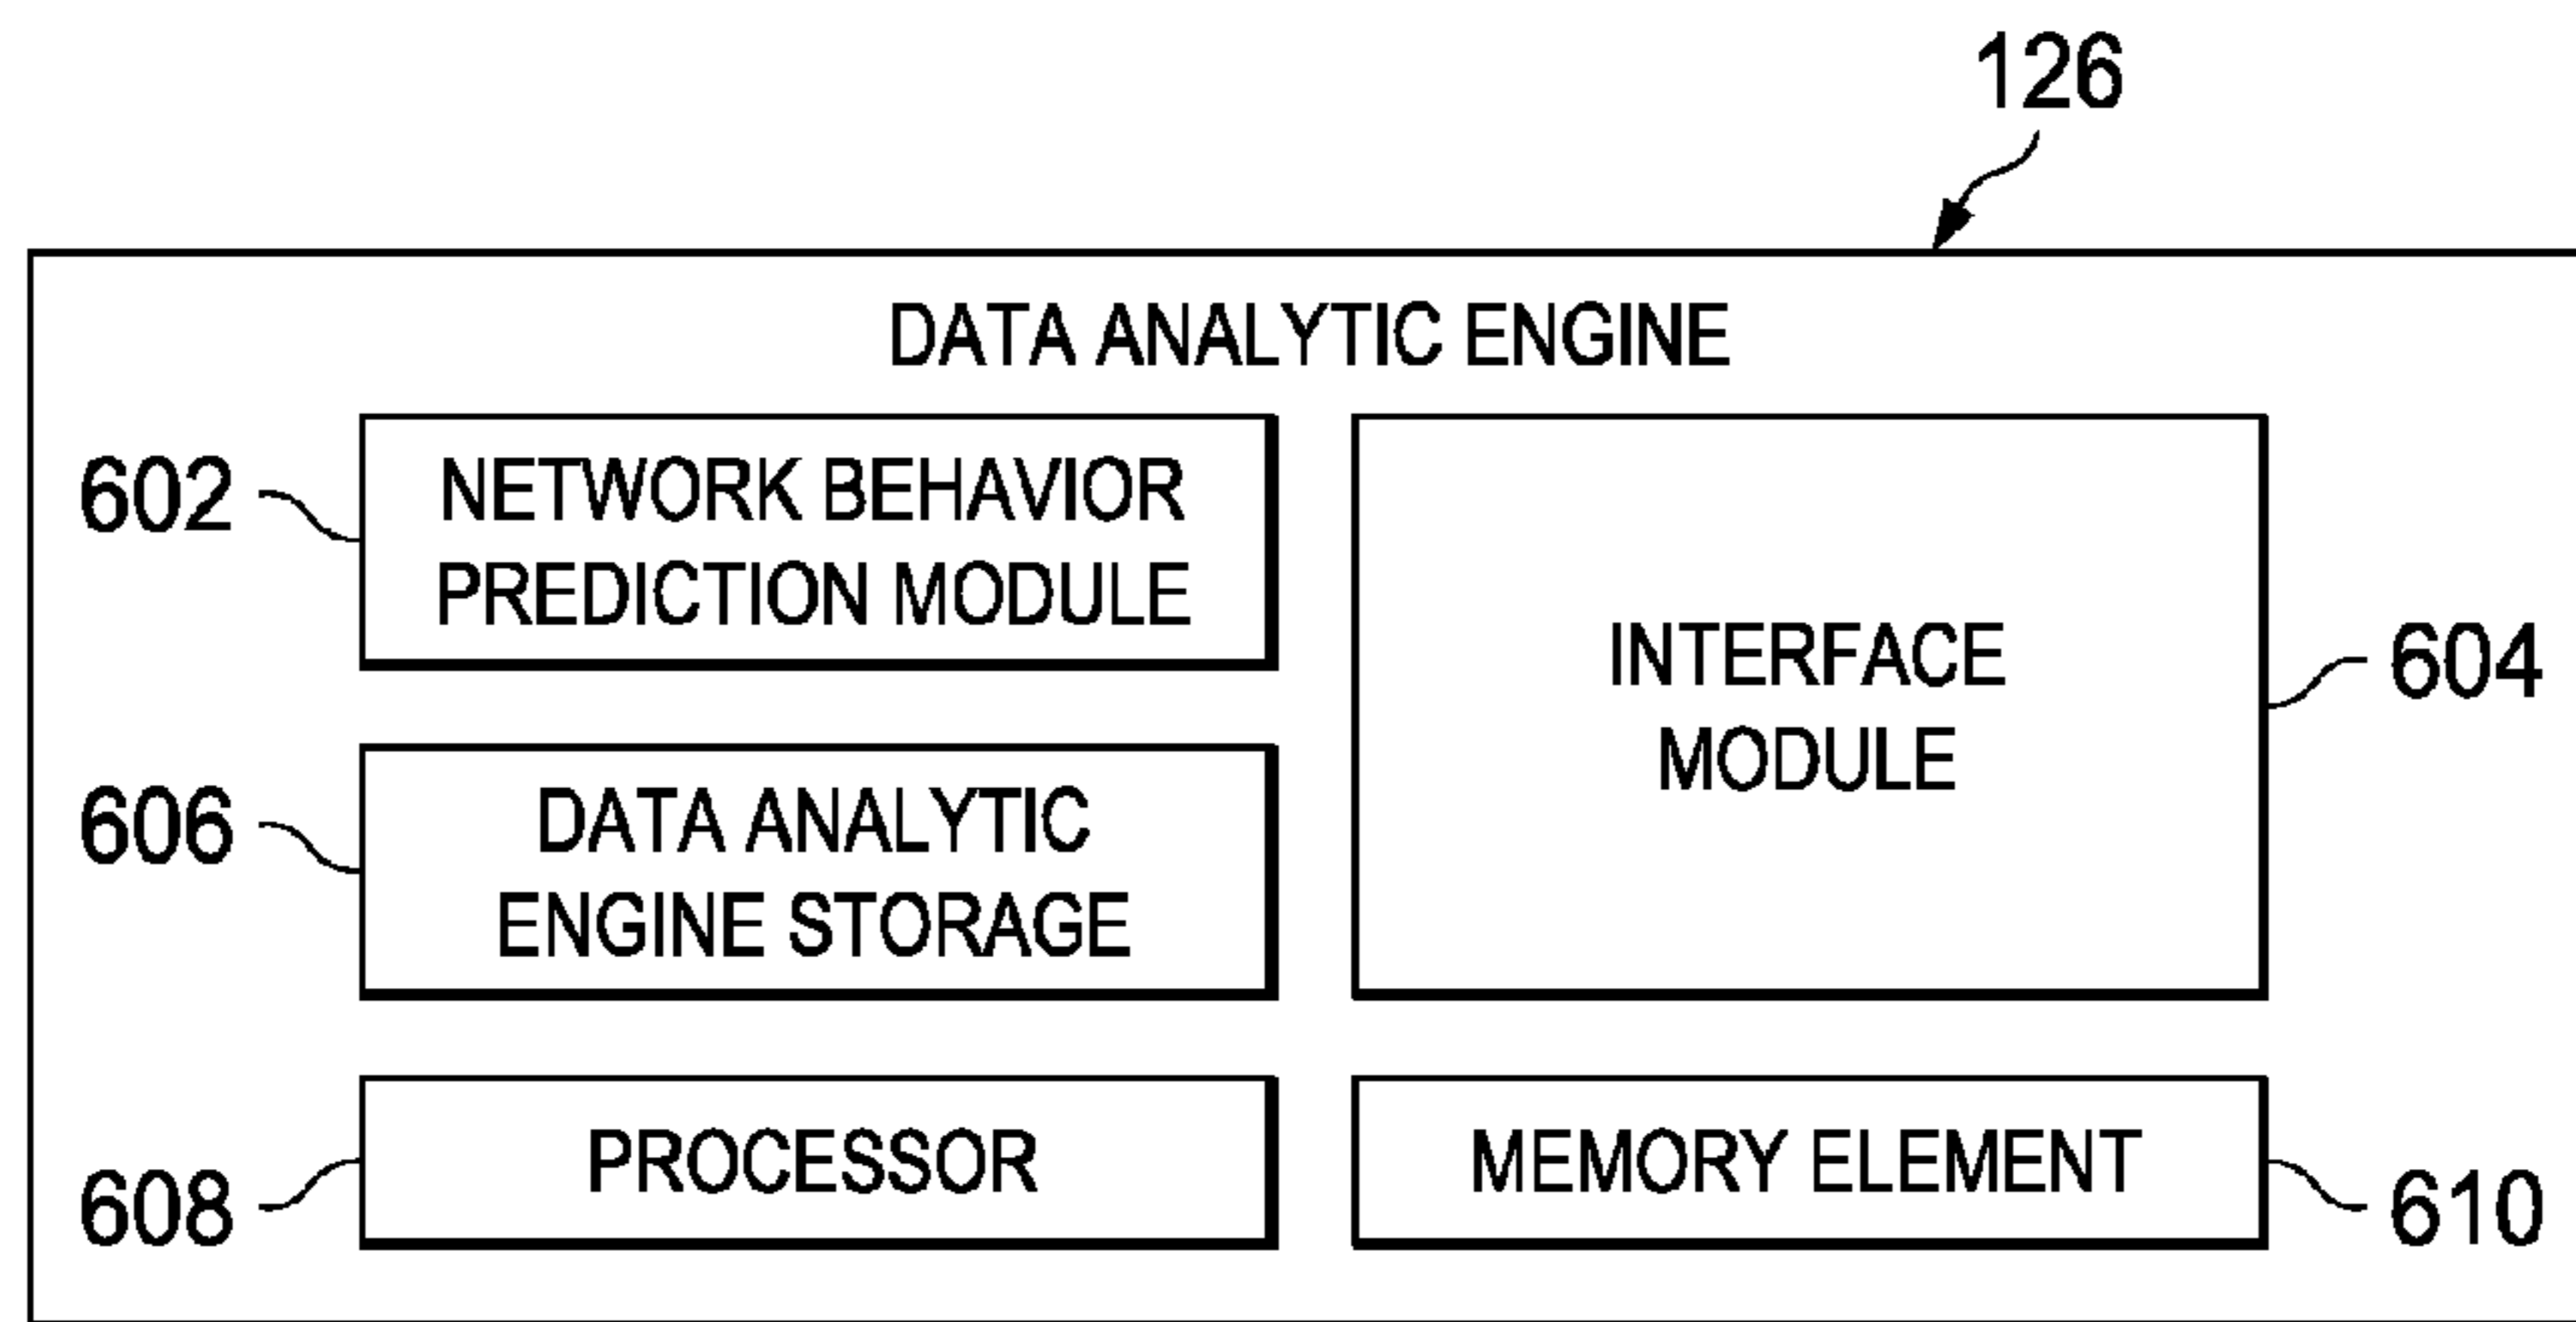 126
DATA ANALYTIC ENGINE
602
NETWORK BEHAVIOR
PREDICTION MODULE
INTERFACE
MODULE
604
606
DATA ANALYTIC
ENGINE STORAGE
608
PROCESSOR
MEMORY ELEMENT
610